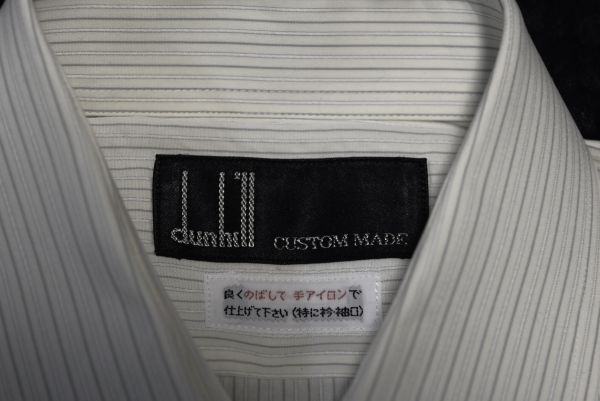 dunhill
CUSTOM MADE
良くのばして手アイロンで
仕上げて下さい(特に衿・袖口)